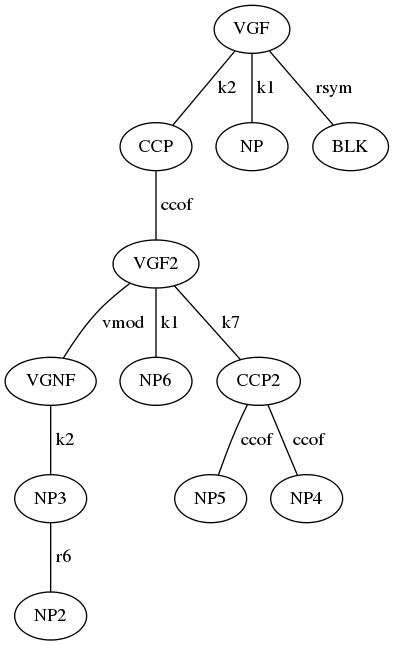 VGF
k2 k1 rsym
CCP NP BLK
ccof
VGF2
vmod k1 k7
VGNF NP6 CCP2
k2 ccof ccof
NP3 NP5 NP4
r6
NP2